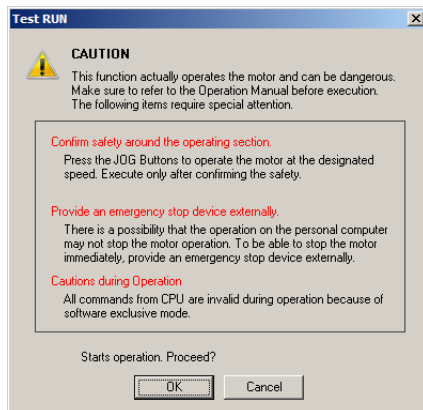 Test RUN
CAUTION
This function actually operates the motor and can be dangerous.
Make sure to refer to the Operation Manual before execution.
The following items require special attention.
Confirm safety around the operating section.
Press the JOG Buttons to operate the motor at the designated
speed. Execute only after confirming the safety.
Provide an emergency stop device externally.
There is a possibility that the operation on the personal computer
may not stop the motor operation. To be able to stop the motor
immediately, provide an emergency stop device externally.
Cautions during Operation
All commands from CPU are invalid during operation because of
software exclusive mode.
Starts operation. Proceed?
OK
Cancel